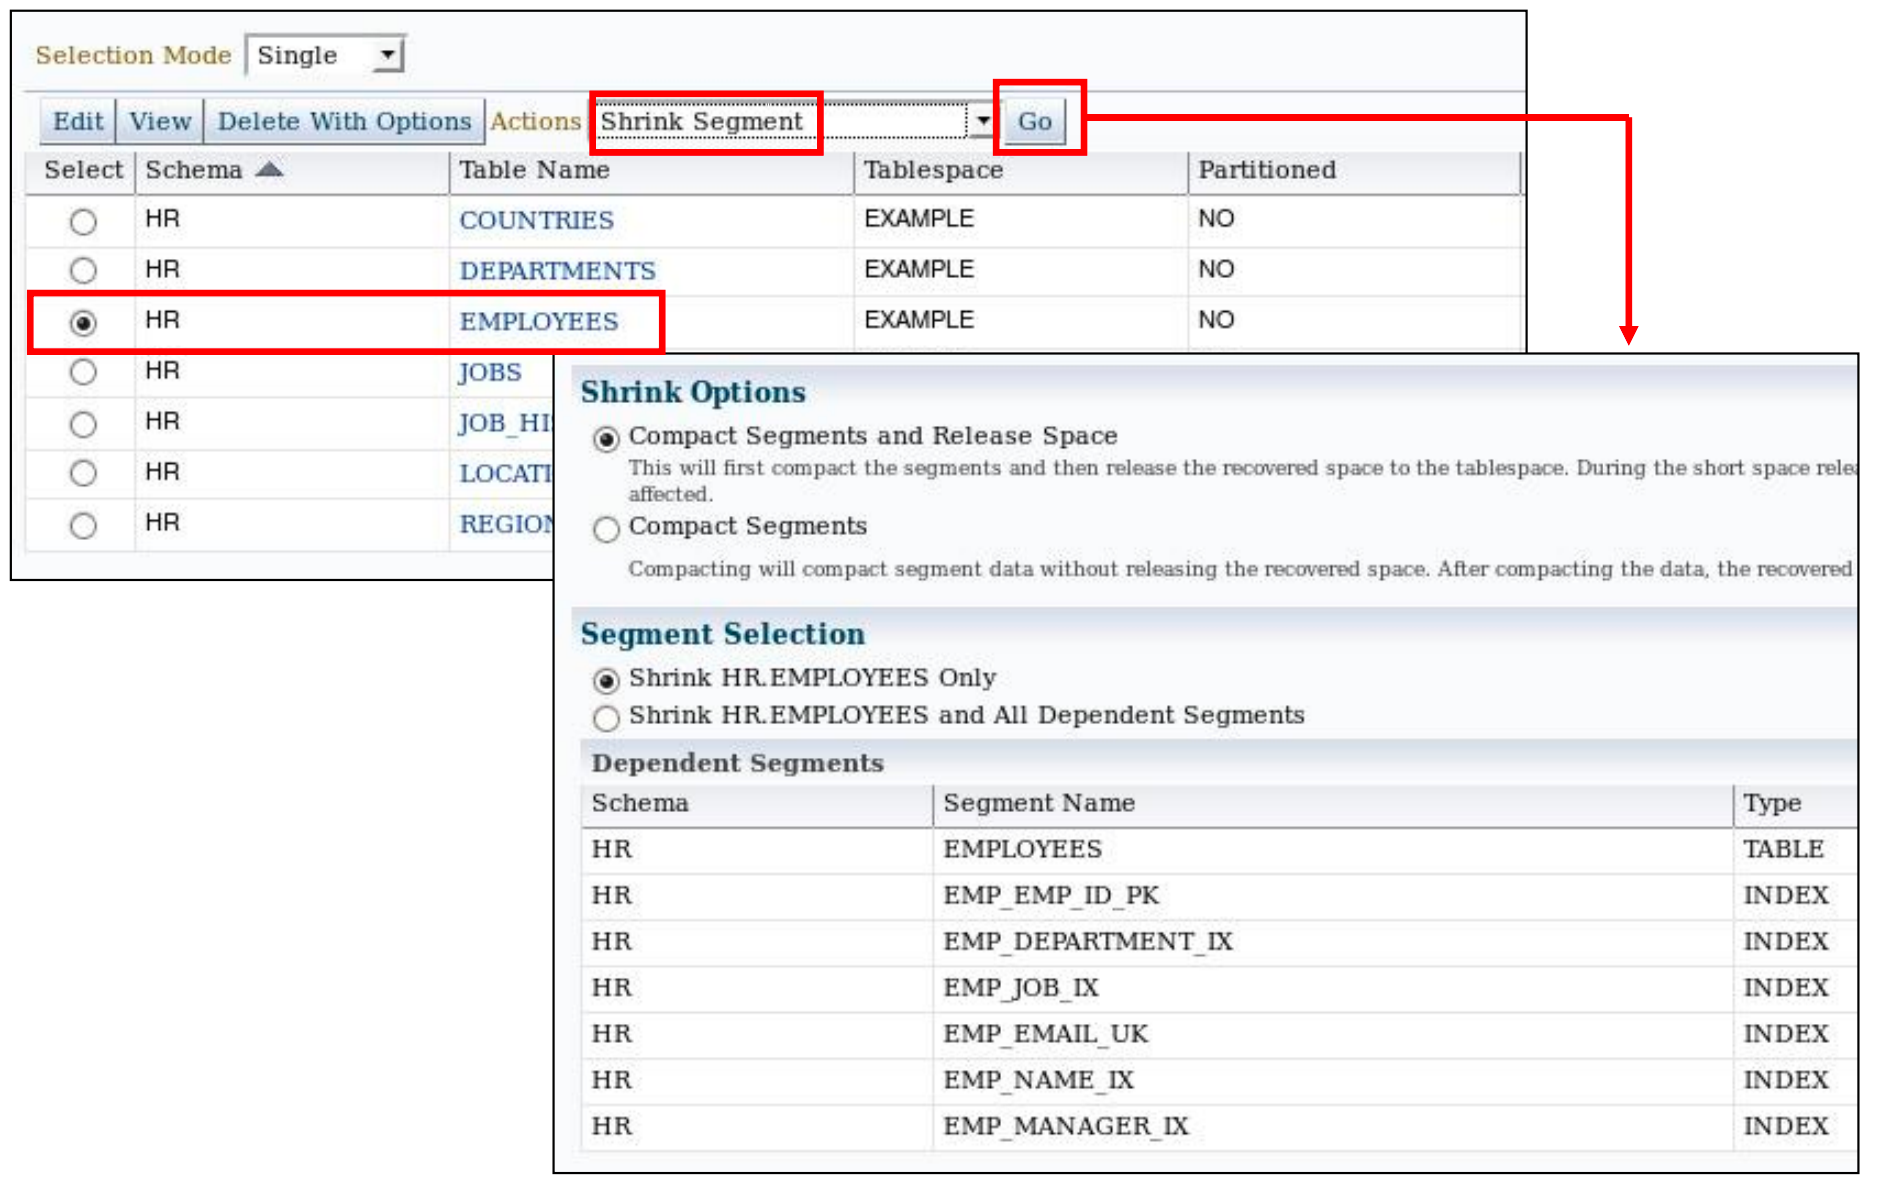 Selection Mode Single
Edit View Delete With Options Actions Shrink Segment Go
Select Schema Table Name Tablespace Partitioned
HR COUNTRIES EXAMPLE NO
HR DEPARTMENTS EXAMPLE NO
HR EMPLOYEES EXAMPLE NO
HR JOBS
HR JOB_HI
HR LOCATI
HR REGION
Shrink Options
Compact Segments and Release Space
This will first compact the segments and then release the recovered space to the tablespace. During the short space rele
affected.
Compact Segments
Compacting will compact segment data without releasing the recovered space. After compacting the data, the recovered
Segment Selection
Shrink HR.EMPLOYEES Only
Shrink HR.EMPLOYEES and All Dependent Segments
Dependent Segments
Schema Segment Name Type
HR EMPLOYEES TABLE
HR EMP_EMP_ID_PK INDEX
HR EMP_DEPARTMENT_IX INDEX
HR EMP_JOB_IX INDEX
HR EMP_EMAIL_UK INDEX
HR EMP_NAME_IX INDEX
HR EMP_MANAGER_IX INDEX